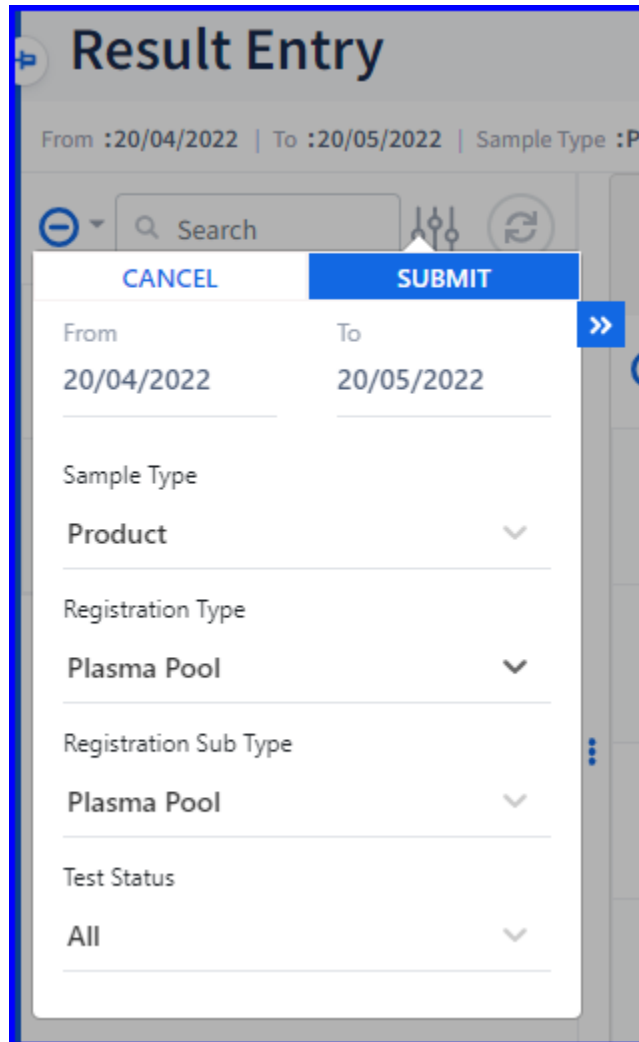 Result Entry
From :20/04/2022 | To :20/05/2022 | Sample Type :P
Search
CANCEL SUBMIT
From To
20/04/2022 20/05/2022
Sample Type
Product
Registration Type
Plasma Pool
Registration Sub Type
Plasma Pool
Test Status
All